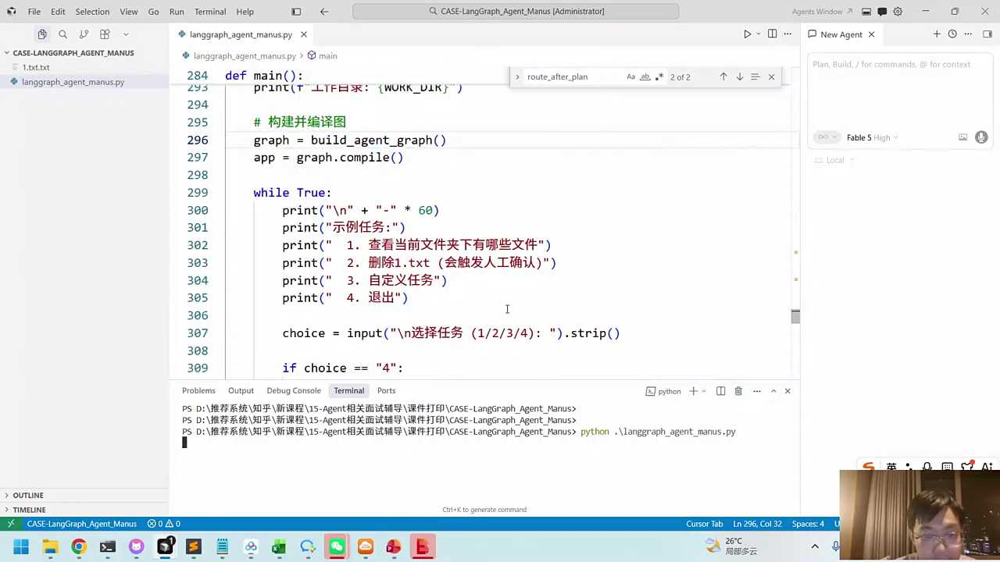 File Edit Selection View Go Run Terminal Help
CASE-LangGraph_Agent_Manus [Administrator]
Agents Window
langgraph_agent_manus.py
New Agent
CASE-LANGGRAPH_AGENT_MANUS
1.txt.txt
langgraph_agent_manus.py
langgraph_agent_manus.py > main
route_after_plan
Aa ab .* 2 of 2
284 def main():
293 print(f"工作目录: {WORK_DIR}")
294
295 # 构建并编译图
296 graph = build_agent_graph()
297 app = graph.compile()
298
299 while True:
300 print("\n" + "-" * 60)
301 print("示例任务:")
302 print("  1. 查看当前文件夹下有哪些文件")
303 print("  2. 删除1.txt (会触发人工确认)")
304 print("  3. 自定义任务")
305 print("  4. 退出")
306
307 choice = input("\n选择任务 (1/2/3/4): ").strip()
308
309 if choice == "4":
Plan, Build, / for commands, @ for context
Fable 5 High
Local
Problems Output Debug Console Terminal Ports
python
PS D:\推荐系统\知乎\新课程\15-Agent相关面试辅导\课件打印\CASE-LangGraph_Agent_Manus>
PS D:\推荐系统\知乎\新课程\15-Agent相关面试辅导\课件打印\CASE-LangGraph_Agent_Manus>
PS D:\推荐系统\知乎\新课程\15-Agent相关面试辅导\课件打印\CASE-LangGraph_Agent_Manus> python .\langgraph_agent_manus.py
Ctrl+K to generate command
OUTLINE
TIMELINE
英
CASE-LangGraph_Agent_Manus 0 0
Cursor Tab Ln 296, Col 32 Spaces: 4
26°C
局部多云